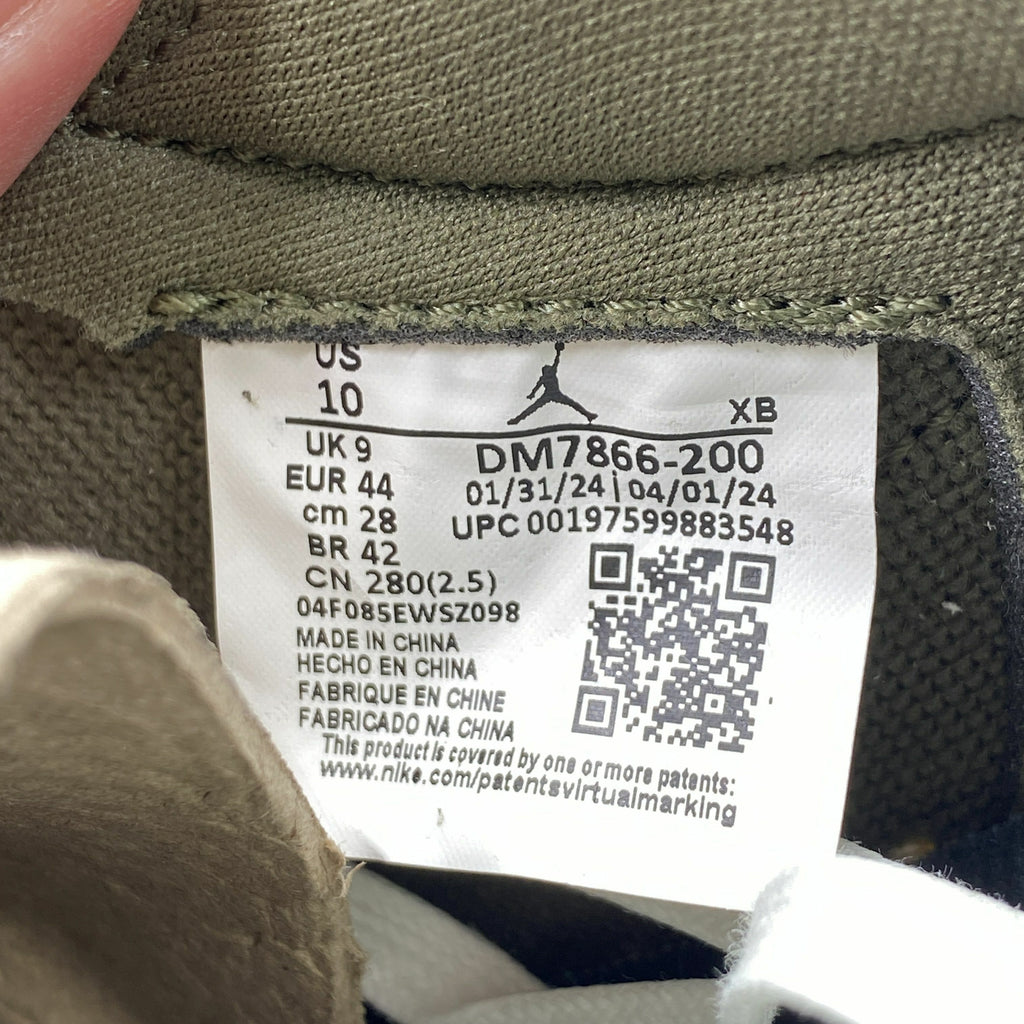 US
10
XB
UK 9
DM7866-200
EUR 44
01/31/24 | 04/01/24
cm 28
UPC 00197599883548
BR 42
CN 280(2.5)
04F085EWSZ098
MADE IN CHINA
HECHO EN CHINA
FABRIQUE EN CHINE
FABRICADO NA CHINA
This product is covered by one or more patents:
www.nike.com/patentsvirtualmarking